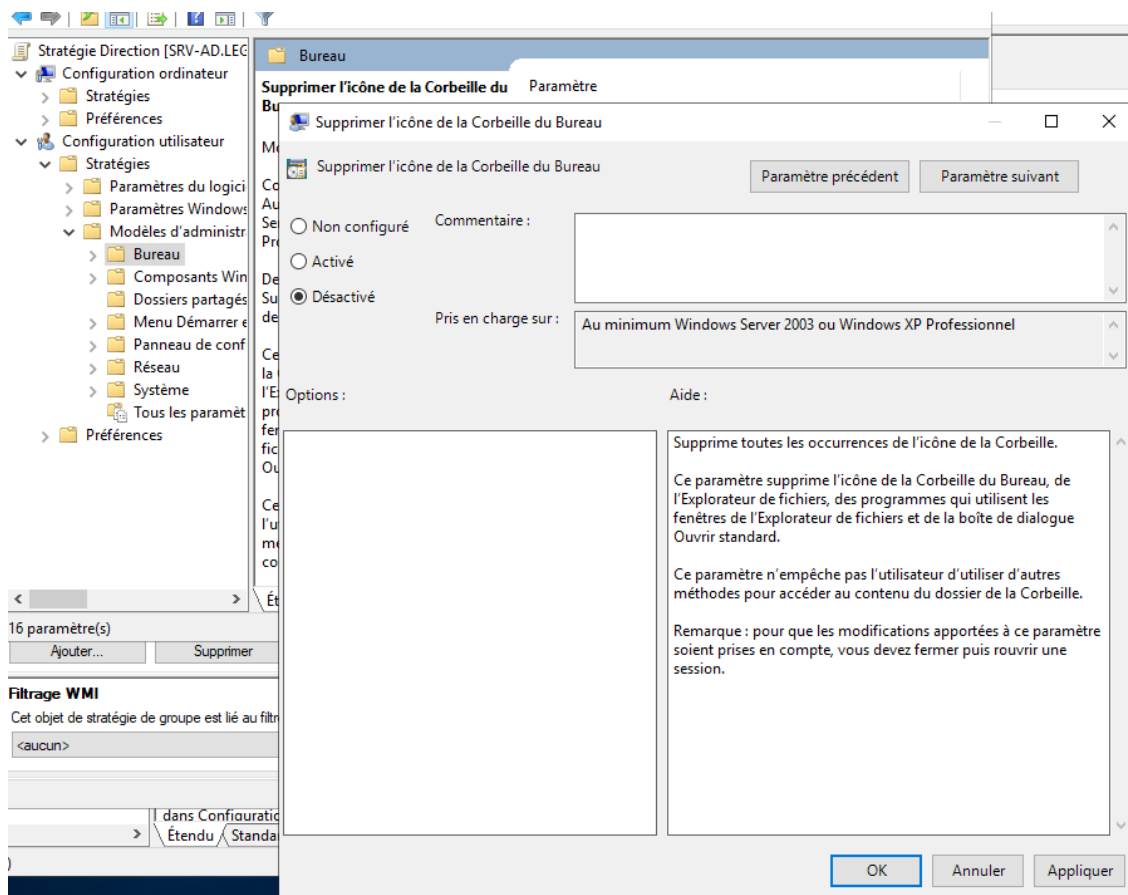 Stratégie Direction [SRV-AD.LEG
Configuration ordinateur
Stratégies
Préférences
Configuration utilisateur
Stratégies
Paramètres du logici
Paramètres Windows
Modèles d'administr
Bureau
Composants Win
Dossiers partagés
Menu Démarrer e
Panneau de conf
Réseau
Système
Tous les paramèt
Préférences
16 paramètre(s)
Ajouter... Supprimer
Filtrage WMI
Cet objet de stratégie de groupe est lié au filtr
<aucun>
dans Configuratio
Étendu Standa
Bureau
Supprimer l'icône de la Corbeille du Paramètre
Supprimer l'icône de la Corbeille du Bureau
Supprimer l'icône de la Corbeille du Bureau
Paramètre précédent Paramètre suivant
Non configuré
Activé
Désactivé
Commentaire :
Pris en charge sur :
Au minimum Windows Server 2003 ou Windows XP Professionnel
Options :
Aide :
Supprime toutes les occurrences de l'icône de la Corbeille.
Ce paramètre supprime l'icône de la Corbeille du Bureau, de
l'Explorateur de fichiers, des programmes qui utilisent les
fenêtres de l'Explorateur de fichiers et de la boîte de dialogue
Ouvrir standard.
Ce paramètre n'empêche pas l'utilisateur d'utiliser d'autres
méthodes pour accéder au contenu du dossier de la Corbeille.
Remarque : pour que les modifications apportées à ce paramètre
soient prises en compte, vous devez fermer puis rouvrir une
session.
OK Annuler Appliquer